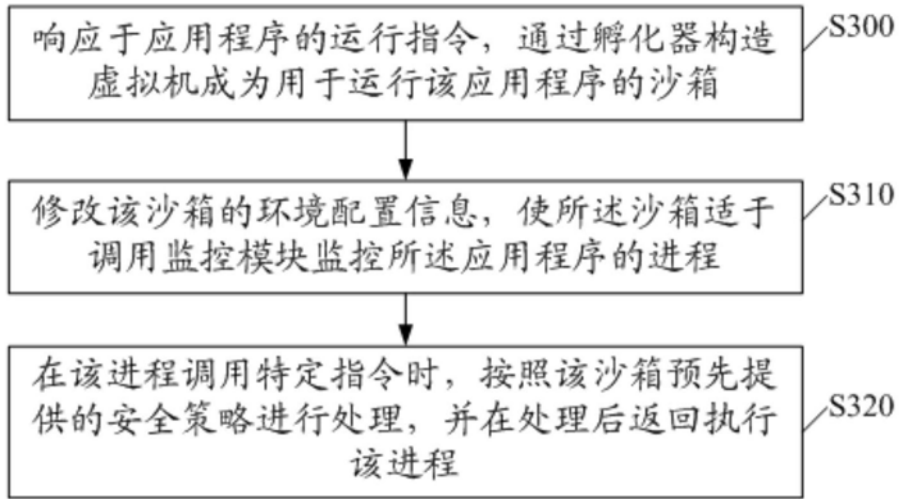 响应于应用程序的运行指令，通过孵化器构造
虚拟机成为用于运行该应用程序的沙箱
S300
修改该沙箱的环境配置信息，使所述沙箱适于
调用监控模块监控所述应用程序的进程
S310
在该进程调用特定指令时，按照该沙箱预先提
供的安全策略进行处理，并在处理后返回执行
该进程
S320